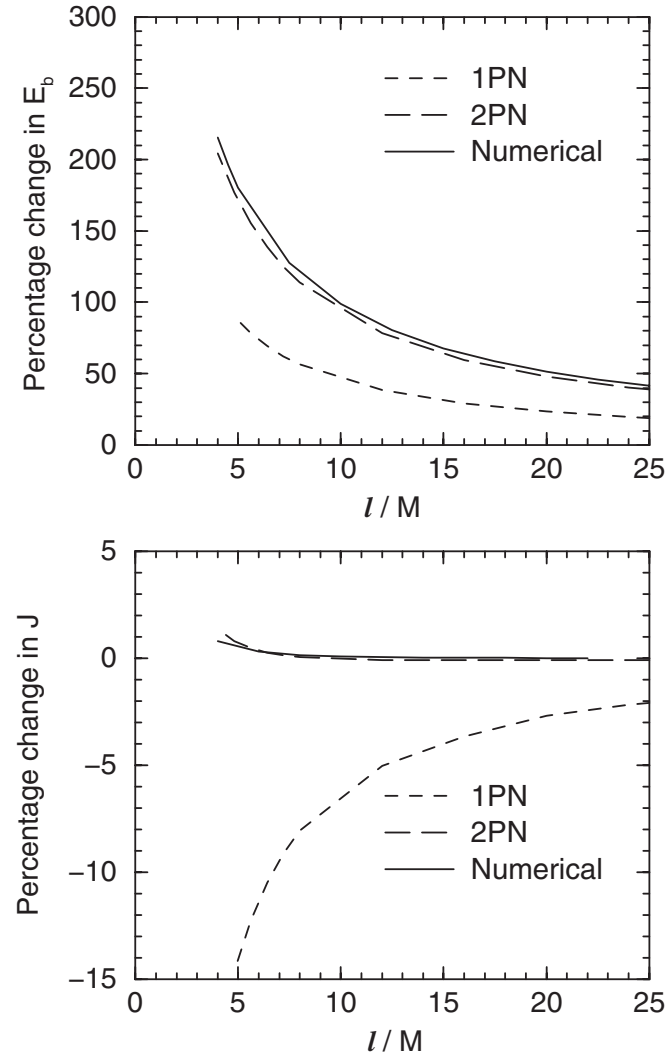 300
250
200
150
100
50
0
Percentage change in E_b
1PN
2PN
Numerical
0 5 10 15 20 25
l / M
5
0
-5
-10
-15
Percentage change in J
1PN
2PN
Numerical
0 5 10 15 20 25
l / M